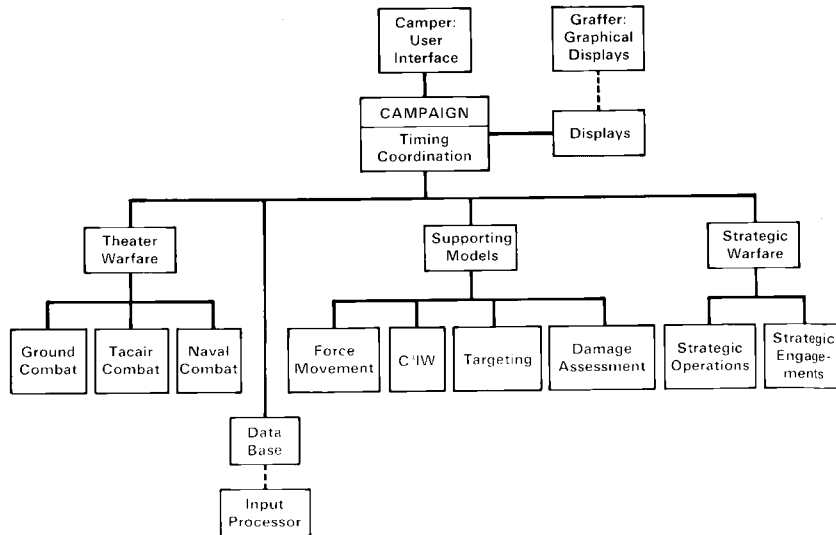 Camper:
User
Interface
Graffer:
Graphical
Displays
CAMPAIGN
Timing
Coordination
Displays
Theater
Warfare
Supporting
Models
Strategic
Warfare
Ground
Combat
Tacair
Combat
Naval
Combat
Force
Movement
Targeting
Damage
Assessment
Strategic
Operations
Strategic
Engage-
ments
Data
Base
Input
Processor